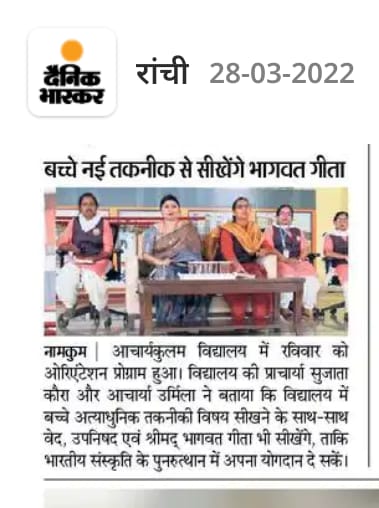 दैनिक
भास्कर
रांची 28-03-2022
बच्चे नई तकनीक से सीखेंगे भागवत गीता
नामकुम | आचार्यकुलम विद्यालय में रविवार को
ओरिएंटेशन प्रोग्राम हुआ। विद्यालय की प्राचार्या सुजाता
कौरा और आचार्या उर्मिला ने बताया कि विद्यालय में
बच्चे अत्याधुनिक तकनीकी विषय सीखने के साथ-साथ
वेद, उपनिषद एवं श्रीमद् भागवत गीता भी सीखेंगे, ताकि
भारतीय संस्कृति के पुनरुत्थान में अपना योगदान दे सकें।